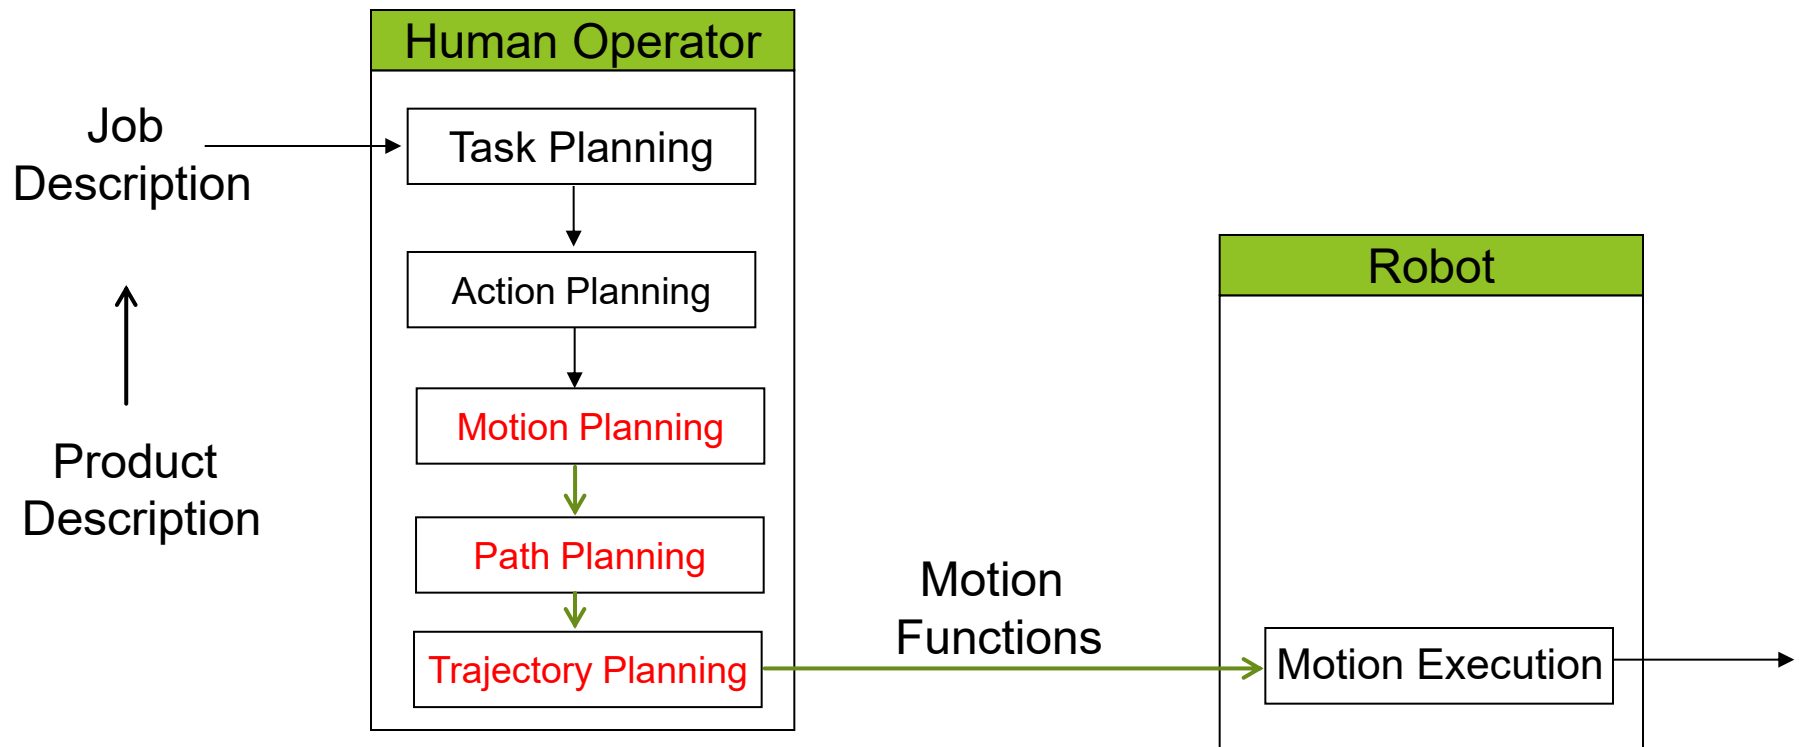 Human Operator
Job
Description
Task Planning
Action Planning
Motion Planning
Product
Description
Path Planning
Trajectory Planning
Motion
Functions
Robot
Motion Execution